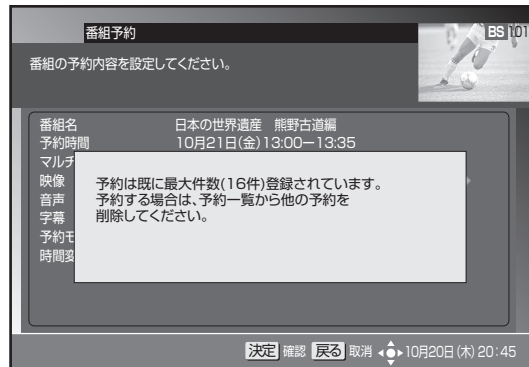 番組予約
BS 101
番組の予約内容を設定してください。
番組名 日本の世界遺産 熊野古道編
予約時間 10月21日(金)13:00ー13:35
マルチ
映像
音声
字幕
予約モ
時間変
予約は既に最大件数(16件)登録されています。
予約する場合は、予約一覧から他の予約を
削除してください。
決定 確認 戻る 取消 10月20日(木)20:45